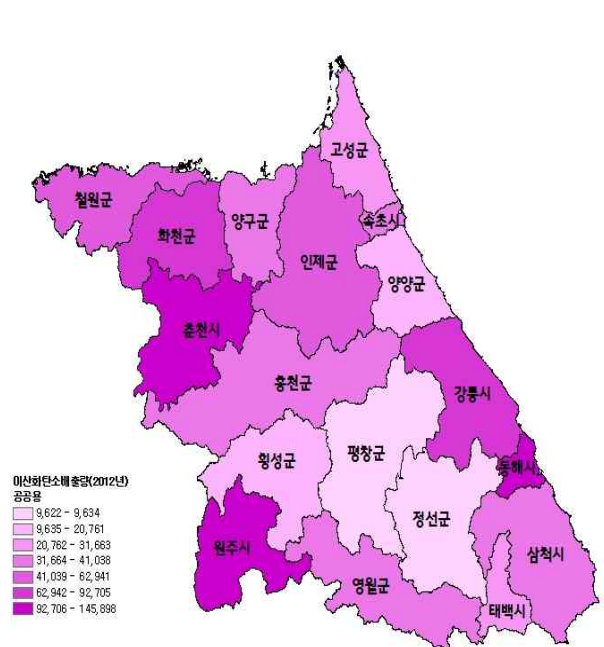 고성군
속초시
철원군
양구군
화천군
인제군
양양군
춘천시
홍천군
강릉시
평창군
횡성군
동해시
정선군
원주시
삼척시
영월군
태백시
이산화탄소배출량(2012년)
공공용
9,622 - 9,634
9,635 - 20,761
20,762 - 31,663
31,664 - 41,038
41,039 - 62,941
62,942 - 92,705
92,706 - 145,898